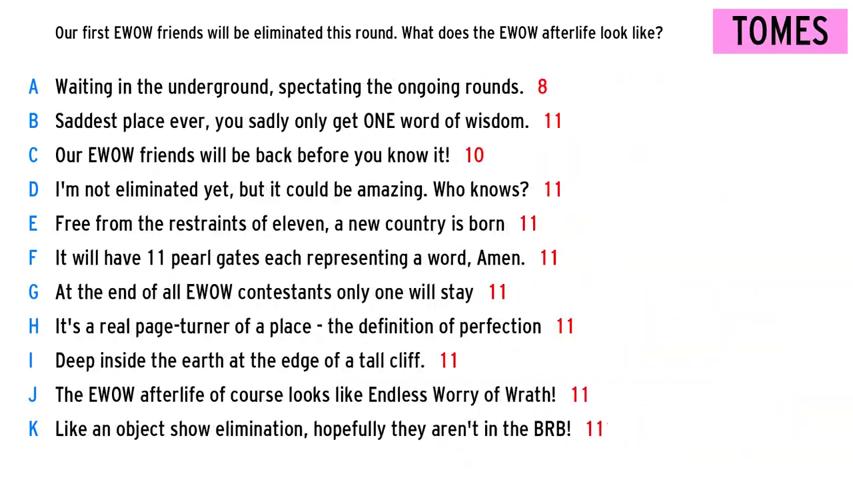 Our first EWOW friends will be eliminated this round. What does the EWOW afterlife look like?
TOMES
A Waiting in the underground, spectating the ongoing rounds. 8
B Saddest place ever, you sadly only get ONE word of wisdom. 11
C Our EWOW friends will be back before you know it! 10
D I'm not eliminated yet, but it could be amazing. Who knows? 11
E Free from the restraints of eleven, a new country is born 11
F It will have 11 pearl gates each representing a word, Amen. 11
G At the end of all EWOW contestants only one will stay 11
H It's a real page-turner of a place - the definition of perfection 11
I Deep inside the earth at the edge of a tall cliff. 11
J The EWOW afterlife of course looks like Endless Worry of Wrath! 11
K Like an object show elimination, hopefully they aren't in the BRB! 11